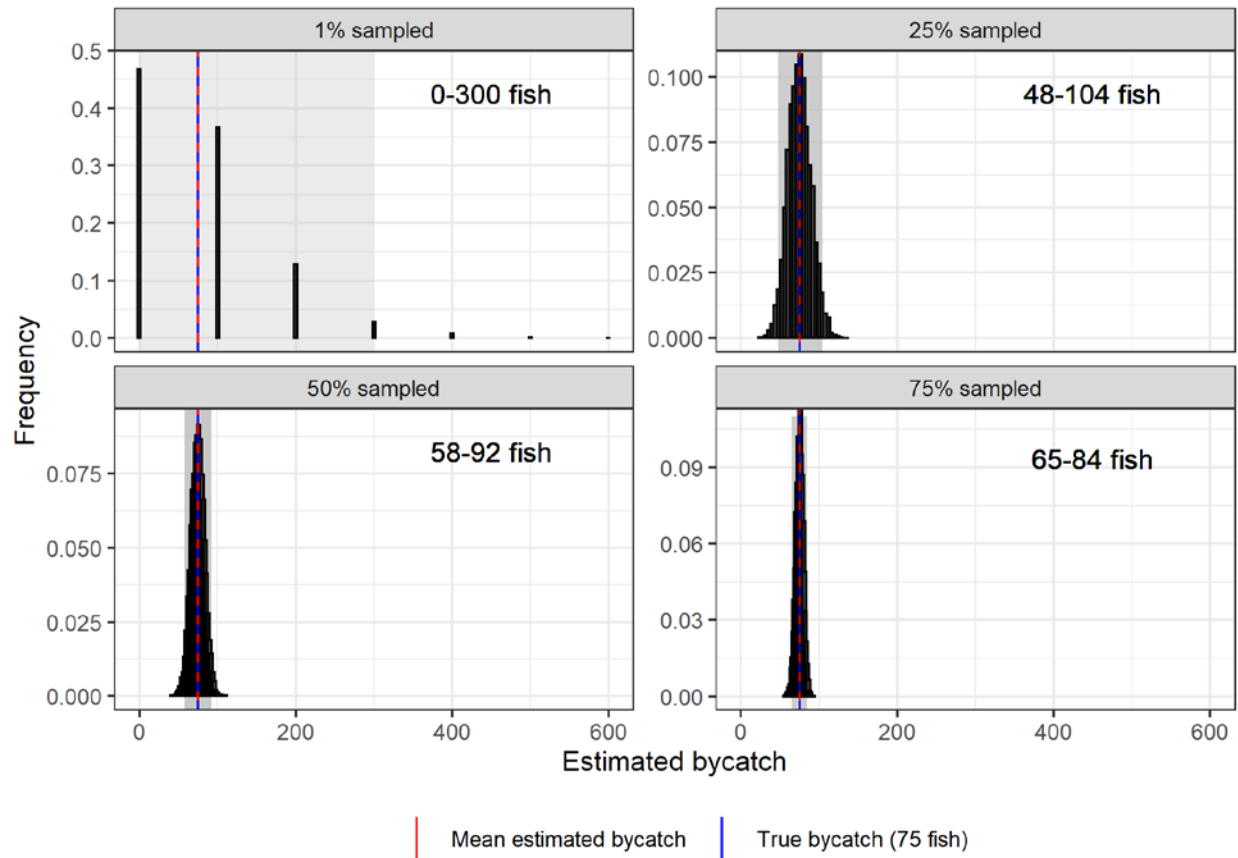 1% sampled
25% sampled
0.5
0.4
0.3
0.2
0.1
0.0
0-300 fish
0.100
0.075
0.050
0.025
0.000
48-104 fish
50% sampled
75% sampled
0.075
0.050
0.025
0.000
58-92 fish
0.09
0.06
0.03
0.00
65-84 fish
0 200 400 600
0 200 400 600
Frequency
Estimated bycatch
Mean estimated bycatch True bycatch (75 fish)